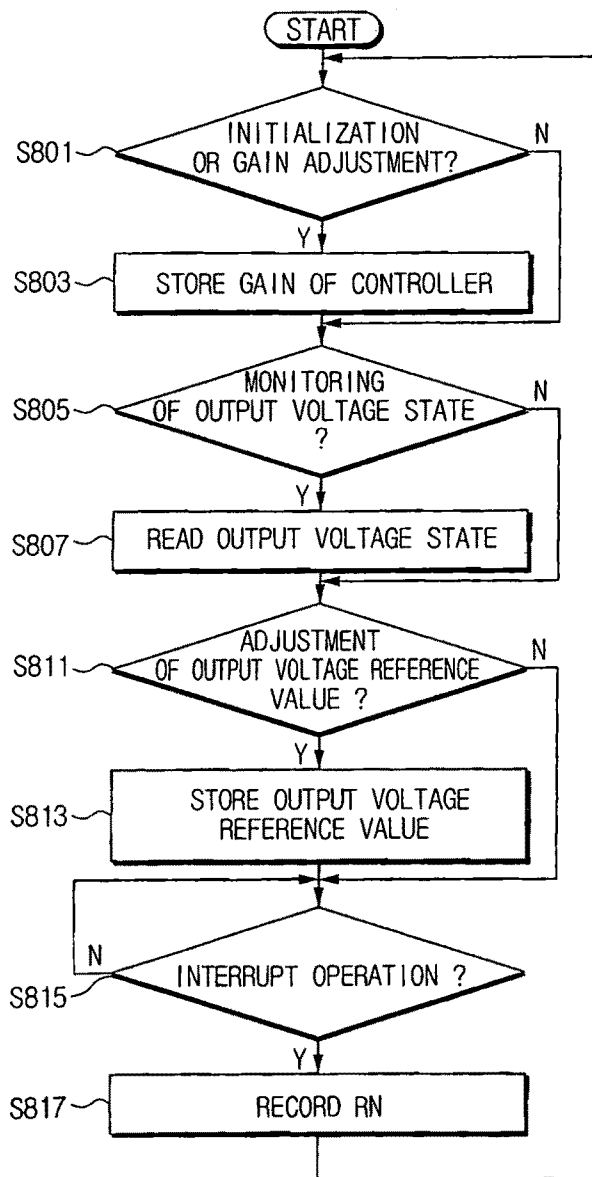 START
S801
INITIALIZATION
OR GAIN ADJUSTMENT?
N
Y
S803
STORE GAIN OF CONTROLLER
S805
MONITORING
OF OUTPUT VOLTAGE STATE
?
N
Y
S807
READ OUTPUT VOLTAGE STATE
S811
ADJUSTMENT
OF OUTPUT VOLTAGE REFERENCE
VALUE ?
N
Y
S813
STORE OUTPUT VOLTAGE
REFERENCE VALUE
N
S815
INTERRUPT OPERATION ?
Y
S817
RECORD RN